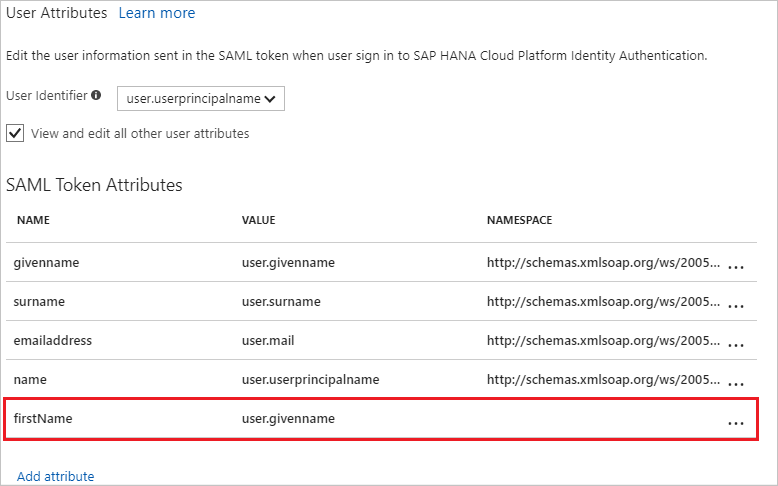 User Attributes Learn more
Edit the user information sent in the SAML token when user sign in to SAP HANA Cloud Platform Identity Authentication.
User Identifier user.userprincipalname
View and edit all other user attributes
SAML Token Attributes
NAME VALUE NAMESPACE
givenname user.givenname http://schemas.xmlsoap.org/ws/2005... ...
surname user.surname http://schemas.xmlsoap.org/ws/2005... ...
emailaddress user.mail http://schemas.xmlsoap.org/ws/2005... ...
name user.userprincipalname http://schemas.xmlsoap.org/ws/2005... ...
firstName user.givenname ...
Add attribute